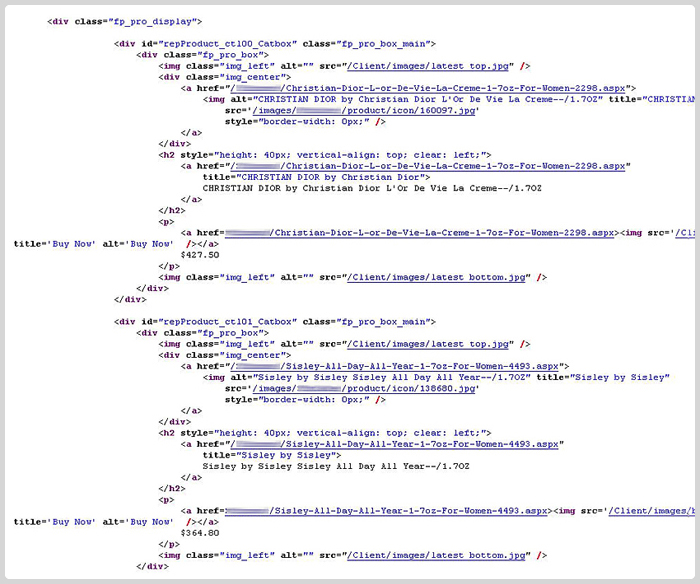 <div class="fp_pro_display">
<div id="repProduct_ctl00_Catbox" class="fp_pro_box_main">
<div class="fp_pro_box">
<img class="img_left" alt="" src="/Client/images/latest top.jpg" />
<div class="img_center">
<a href="/ /Christian-Dior-L-or-De-Vie-La-Creme-1-7oz-For-Women-2298.aspx">
<img alt="CHRISTIAN DIOR by Christian Dior L'Or De Vie La Creme--/1.7OZ" title="CHRISTIAN
src='/images/ /product/icon/160097.jpg'
style="border-width: 0px;" />
</a>
</div>
<h2 style="height: 40px; vertical-align: top; clear: left;">
<a href="/ /Christian-Dior-L-or-De-Vie-La-Creme-1-7oz-For-Women-2298.aspx"
title="CHRISTIAN DIOR by Christian Dior">
CHRISTIAN DIOR by Christian Dior L'Or De Vie La Creme--/1.7OZ
</a>
</h2>
<p>
<a href= /Christian-Dior-L-or-De-Vie-La-Creme-1-7oz-For-Women-2298.aspx><img src='/Cli
title='Buy Now' alt='Buy Now' /></a>
$427.50
</p>
<img class="img_left" alt="" src="/Client/images/latest bottom.jpg" />
</div>
</div>
<div id="repProduct_ctl01_Catbox" class="fp_pro_box_main">
<div class="fp_pro_box">
<img class="img_left" alt="" src="/Client/images/latest top.jpg" />
<div class="img_center">
<a href="/ /Sisley-All-Day-All-Year-1-7oz-For-Women-4493.aspx">
<img alt="Sisley by Sisley Sisley All Day All Year--/1.7OZ" title="Sisley by Sisley"
src='/images/ /product/icon/138680.jpg'
style="border-width: 0px;" />
</a>
</div>
<h2 style="height: 40px; vertical-align: top; clear: left;">
<a href="/ /Sisley-All-Day-All-Year-1-7oz-For-Women-4493.aspx"
title="Sisley by Sisley">
Sisley by Sisley Sisley All Day All Year--/1.7OZ
</a>
</h2>
<p>
<a href= /Sisley-All-Day-All-Year-1-7oz-For-Women-4493.aspx><img src='/Client/images/b
title='Buy Now' alt='Buy Now' /></a>
$364.80
</p>
<img class="img_left" alt="" src="/Client/images/latest bottom.jpg" />
</div>